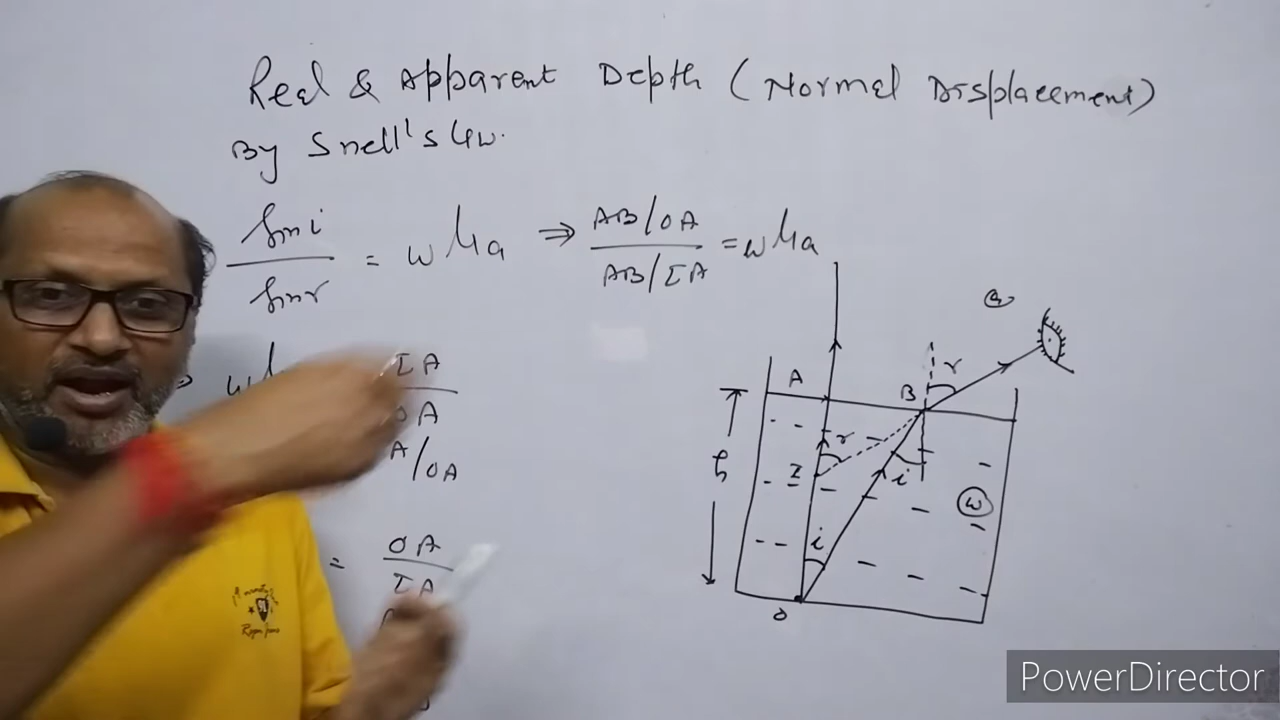 Real & Apparent Depth (Normal Displacement)
By Snell's Law.
Sin i / Sin r = wμa ⇒ AB/OA / AB/IA = wμa
wμ
IA
OA
A/OA
= OA
IA
A
B
r
a
h
I
r
i
i
w
O
PowerDirector